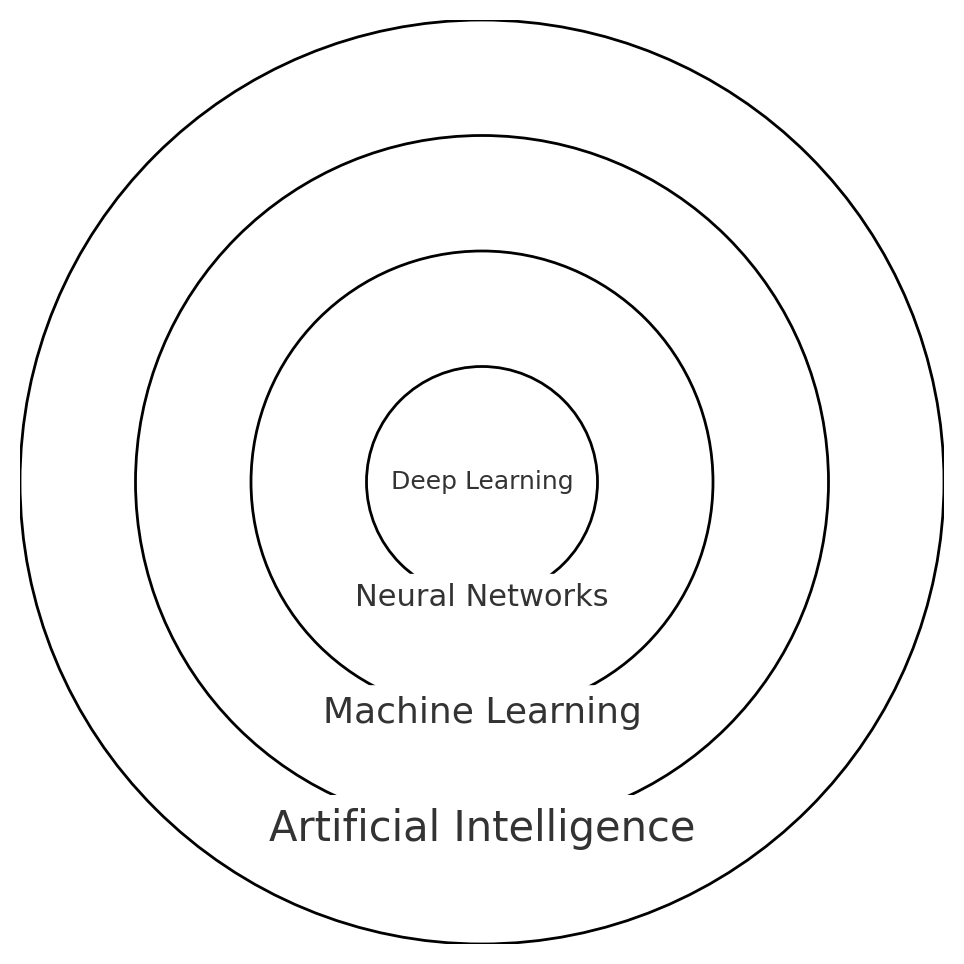 Deep Learning
Neural Networks
Machine Learning
Artificial Intelligence